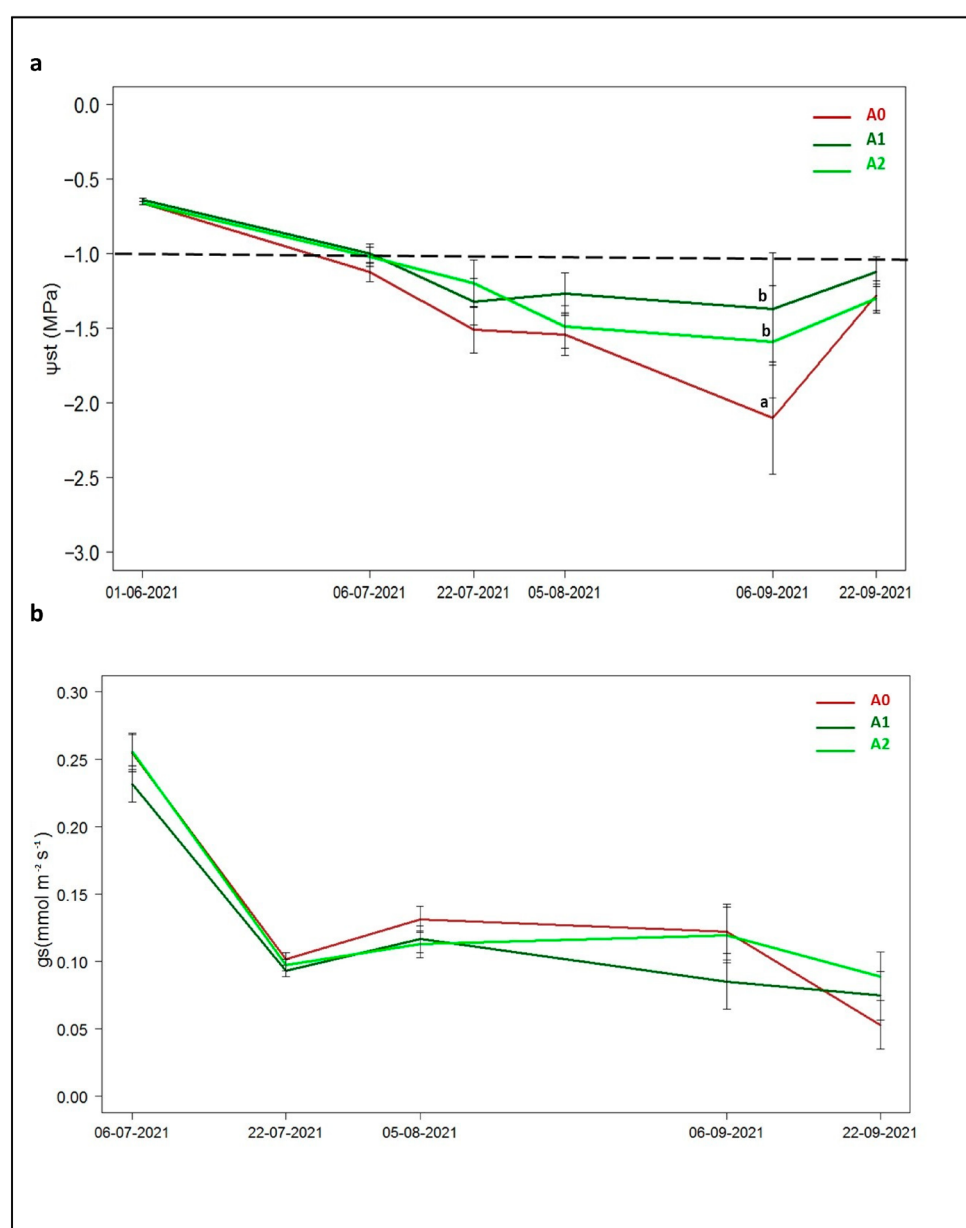 a
0.0
A0
A1
A2
−0.5
−1.0
−1.5
−2.0
−2.5
−3.0
ψst (MPa)
b
b
a
01-06-2021 06-07-2021 22-07-2021 05-08-2021 06-09-2021 22-09-2021
b
0.30
A0
A1
A2
0.25
0.20
0.15
0.10
0.05
0.00
gs(mmol m⁻² s⁻¹)
06-07-2021 22-07-2021 05-08-2021 06-09-2021 22-09-2021